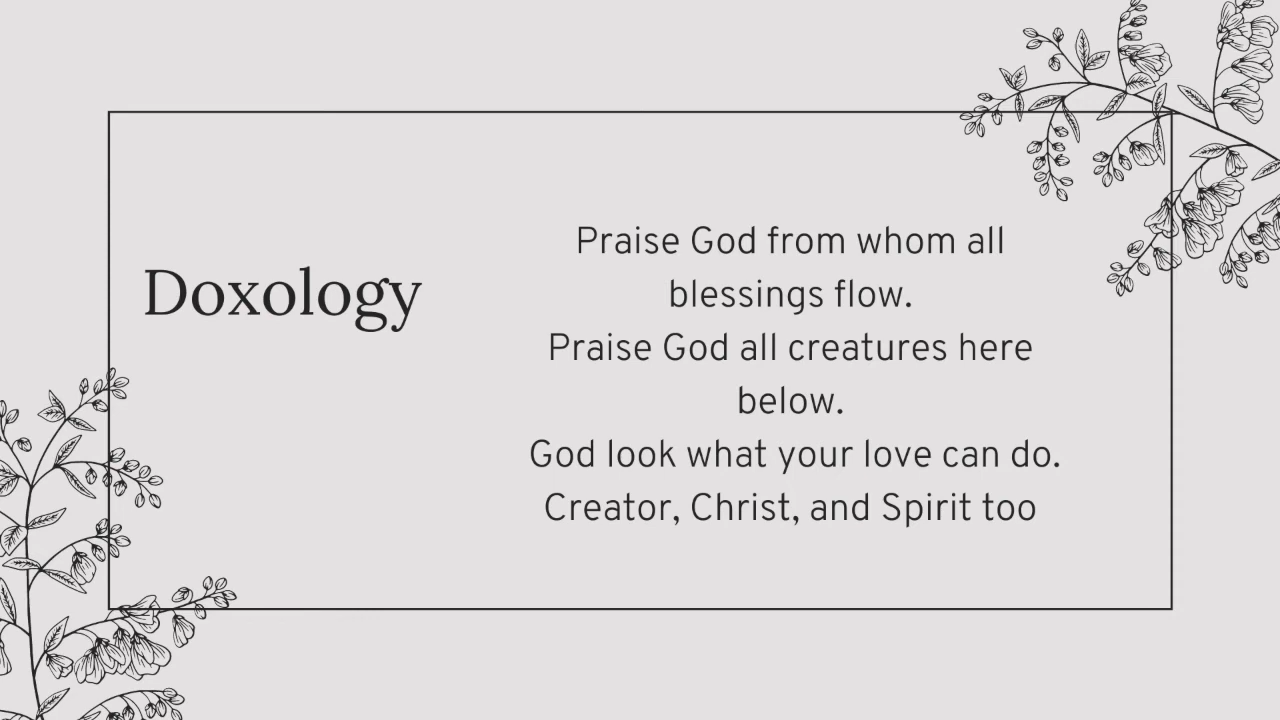 Doxology
Praise God from whom all
blessings flow.
Praise God all creatures here
below.
God look what your love can do.
Creator, Christ, and Spirit too